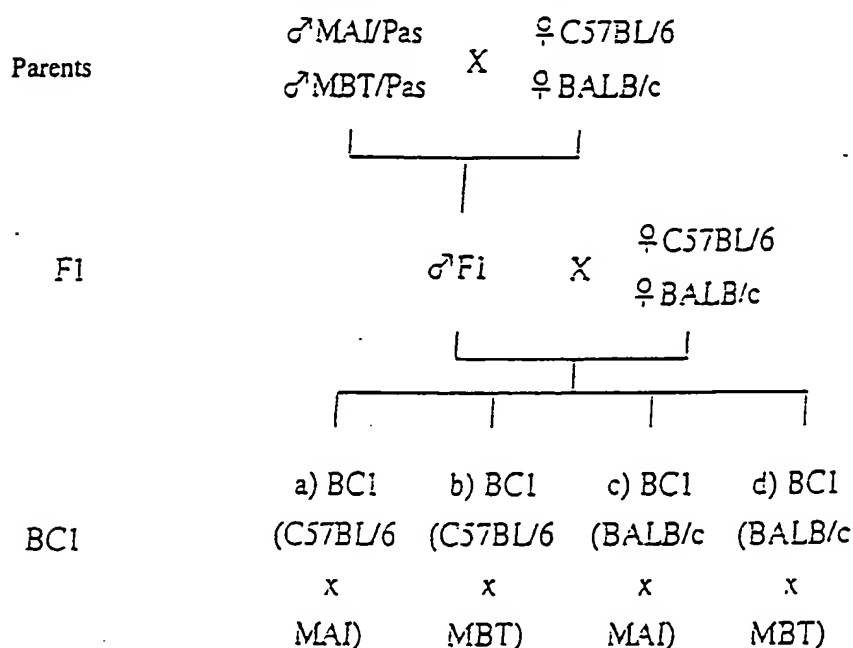 ♂MAI/Pas ♀C57BL/6
Parents X
♂MBT/Pas ♀BALB/c
♀C57BL/6
F1 ♂F1 X
♀BALB/c
a) BC1 b) BC1 c) BC1 d) BC1
BC1 (C57BL/6 (C57BL/6 (BALB/c (BALB/c
x x x x
MAI) MBT) MAI) MBT)